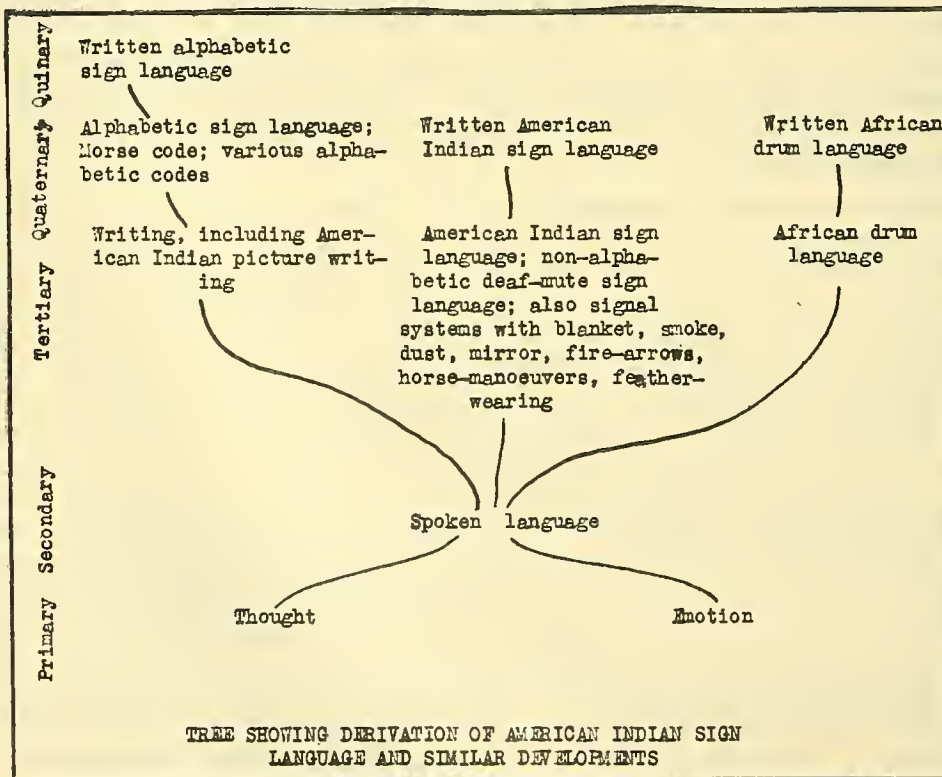 Quinary
Quaternary
Tertiary
Secondary
Primary
Written alphabetic
sign language
Alphabetic sign language;
Morse code; various alpha-
betic codes
Writing, including Amer-
ican Indian picture writ-
ing
Written American
Indian sign language
American Indian sign
language; non-alpha-
betic deaf-mute sign
language; also signal
systems with blanket, smoke,
dust, mirror, fire-arrows,
horse-manoeuvers, feather-
wearing
Written African
drum language
African drum
language
Spoken language
Thought
Emotion
TREE SHOWING DERIVATION OF AMERICAN INDIAN SIGN
LANGUAGE AND SIMILAR DEVELOPMENTS